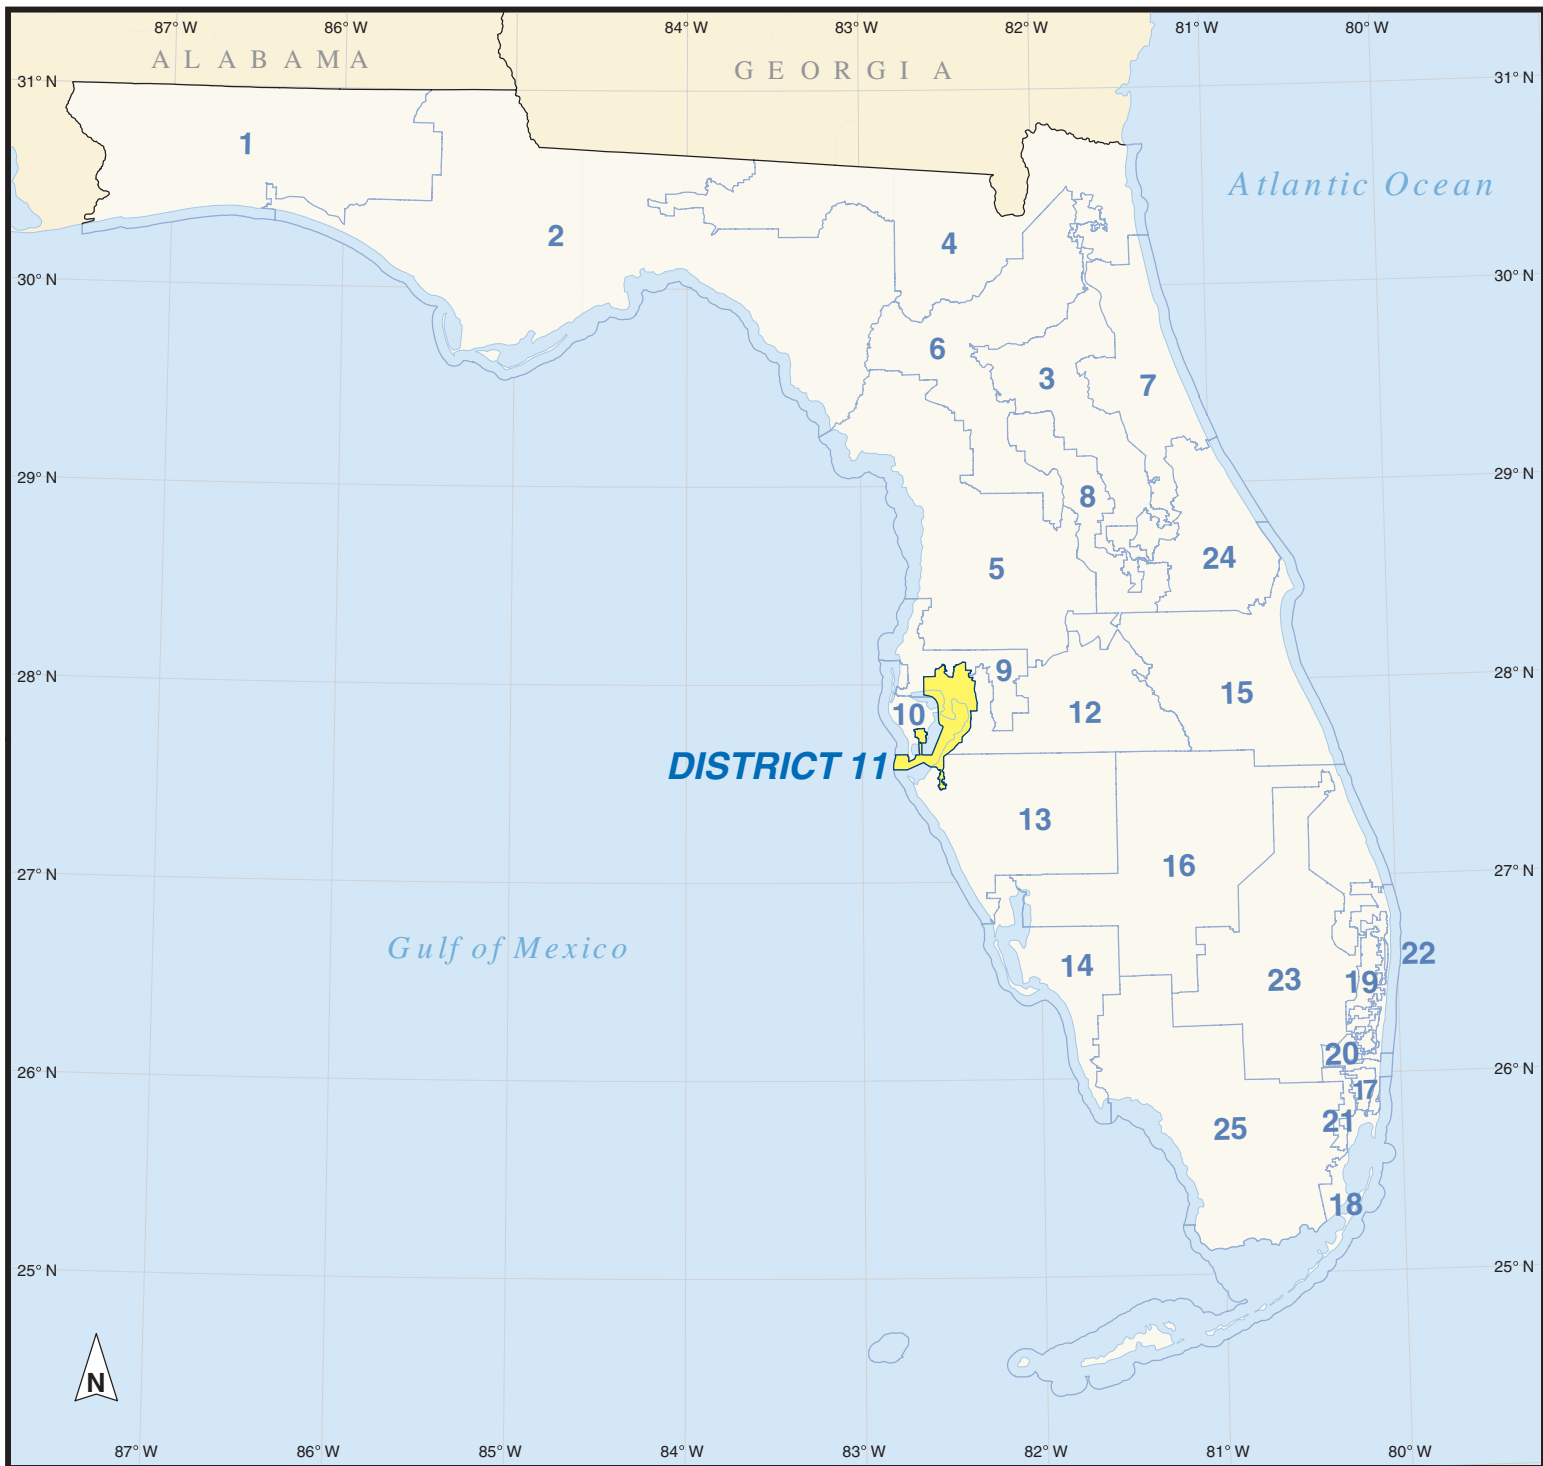 87° W 86° W 84° W 83° W 82° W 81° W 80° W
ALABAMA
GEORGIA
31° N 31° N
1
Atlantic Ocean
2
4
30° N 30° N
6
3
7
29° N 29° N
8
24
5
28° N 28° N
9
15
10
12
DISTRICT 11
13
16
27° N 27° N
Gulf of Mexico
22
14
23
19
20
26° N 26° N
17
21
25
18
25° N 25° N
N
87° W 86° W 85° W 84° W 83° W 82° W 81° W 80° W